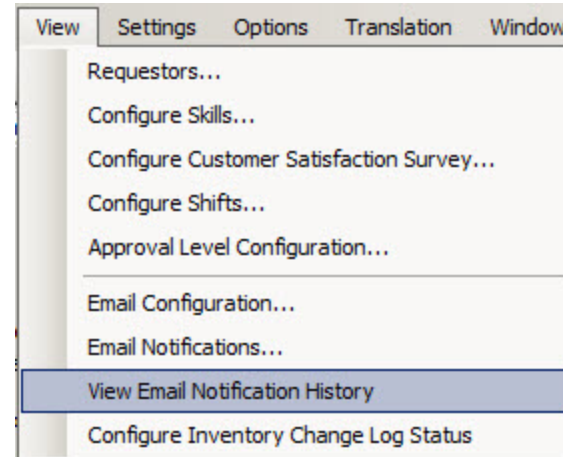 View Settings Options Translation Window
Requestors...
Configure Skills...
Configure Customer Satisfaction Survey...
Configure Shifts...
Approval Level Configuration...
Email Configuration...
Email Notifications...
View Email Notification History
Configure Inventory Change Log Status